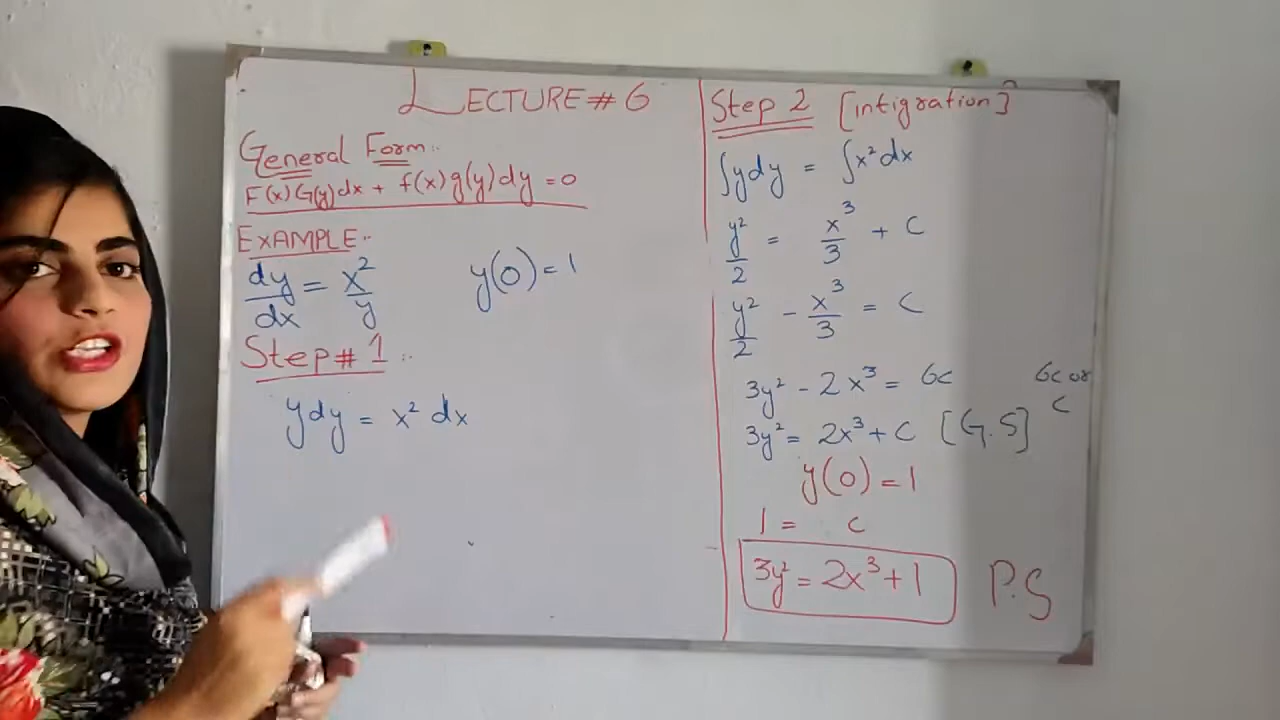 LECTURE # 6
General Form:
F(x)G(y)dx + f(x)g(y)dy = 0
EXAMPLE:
dy/dx = x²/y y(0) = 1
Step # 1 :
ydy = x² dx
Step 2 [intigration]
∫ydy = ∫x²dx
y²/2 = x³/3 + C
y²/2 - x³/3 = C
3y² - 2x³ = 6c 6c or c
3y² = 2x³ + C [G.S]
y(0) = 1
1 = c
3y² = 2x³ + 1 P.S